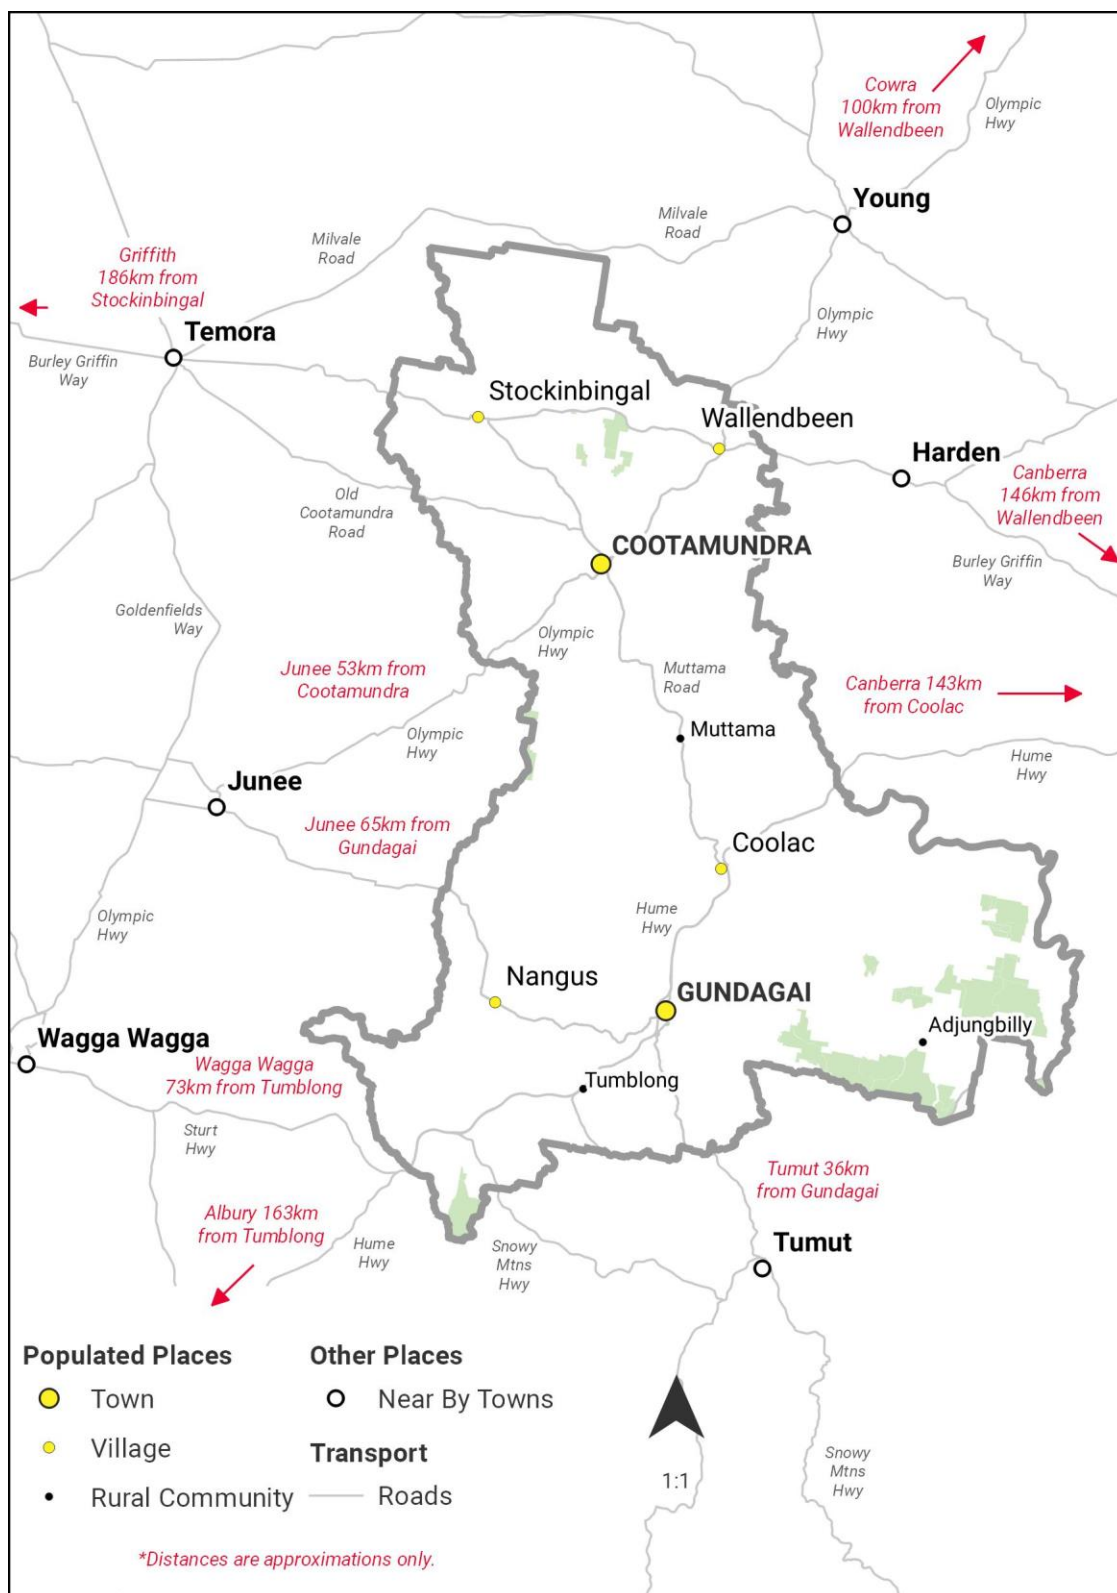 Cowra
100km from
Wallendbeen
Olympic
Hwy
Young
Milvale
Road
Milvale
Road
Griffith
186km from
Stockinbingal
Temora
Burley Griffin
Way
Olympic
Hwy
Stockinbingal
Wallendbeen
Harden
Canberra
146km from
Wallendbeen
Old
Cootamundra
Road
COOTAMUNDRA
Burley Griffin
Way
Goldenfields
Way
Olympic
Hwy
Junee 53km from
Cootamundra
Muttama
Road
Canberra 143km
from Coolac
Olympic
Hwy
Muttama
Hume
Hwy
Junee
Junee 65km from
Gundagai
Coolac
Olympic
Hwy
Hume
Hwy
Nangus
GUNDAGAI
Adjungbilly
Wagga Wagga
Wagga Wagga
73km from Tumblong
Tumblong
Sturt
Hwy
Tumut 36km
from Gundagai
Albury 163km
from Tumblong
Hume
Hwy
Snowy
Mtns
Hwy
Tumut
Populated Places
Town
Village
Rural Community
Other Places
Near By Towns
Transport
Roads
1:1
Snowy
Mtns
Hwy
*Distances are approximations only.